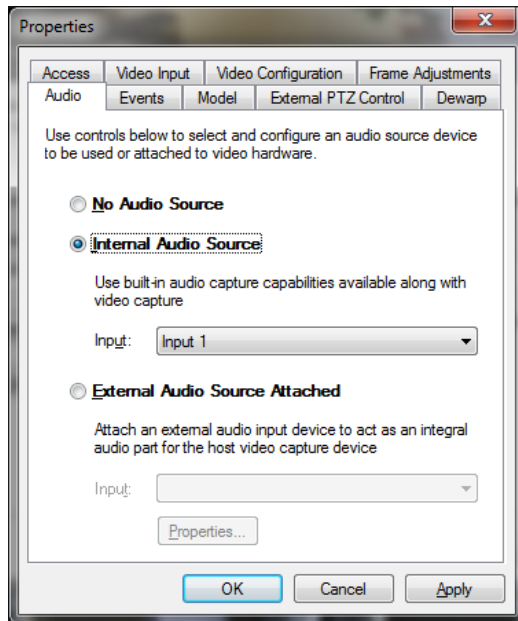 Properties
Access Video Input Video Configuration Frame Adjustments
Audio Events Model External PTZ Control Dewarp
Use controls below to select and configure an audio source device
to be used or attached to video hardware.
No Audio Source
Internal Audio Source
Use built-in audio capture capabilities available along with
video capture
Input: Input 1
External Audio Source Attached
Attach an external audio input device to act as an integral
audio part for the host video capture device
Input:
Properties...
OK Cancel Apply